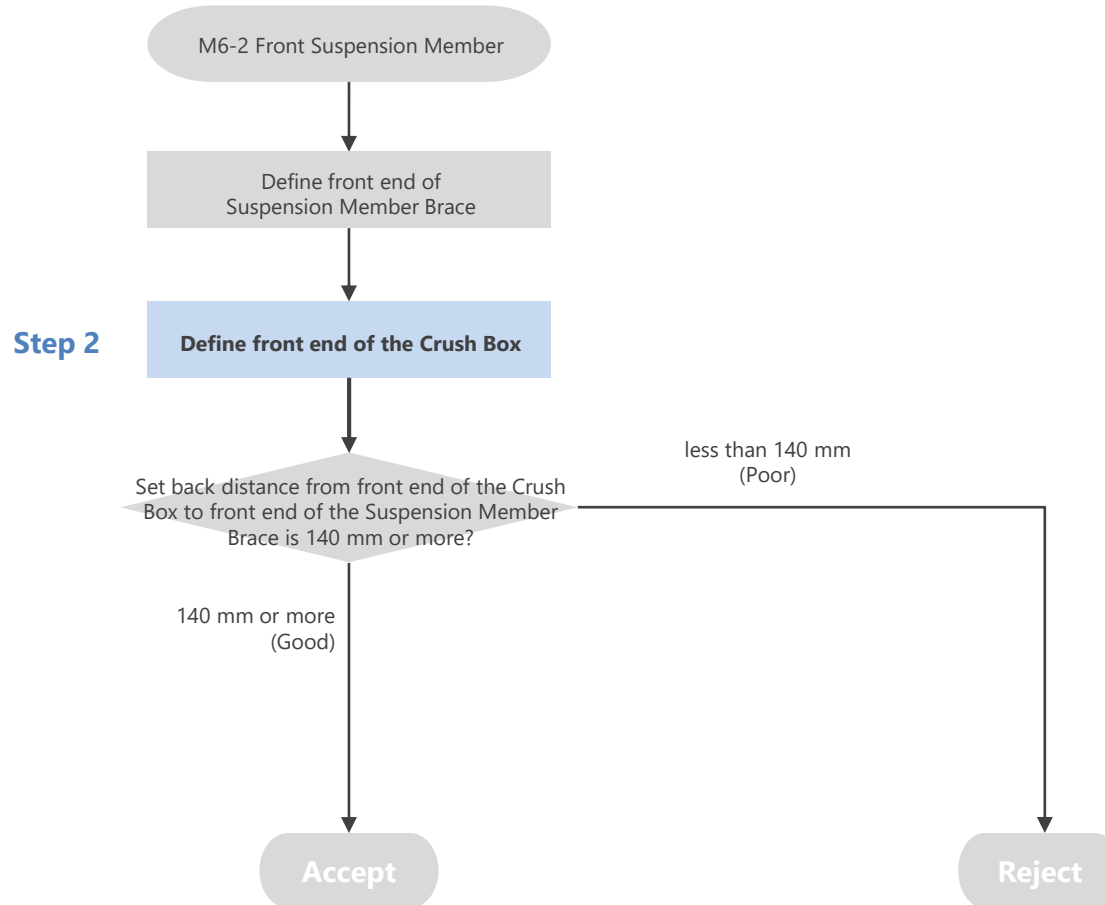 M6-2 Front Suspension Member
Define front end of
Suspension Member Brace
Step 2
Define front end of the Crush Box
less than 140 mm
(Poor)
Set back distance from front end of the Crush
Box to front end of the Suspension Member
Brace is 140 mm or more?
140 mm or more
(Good)
Accept
Reject